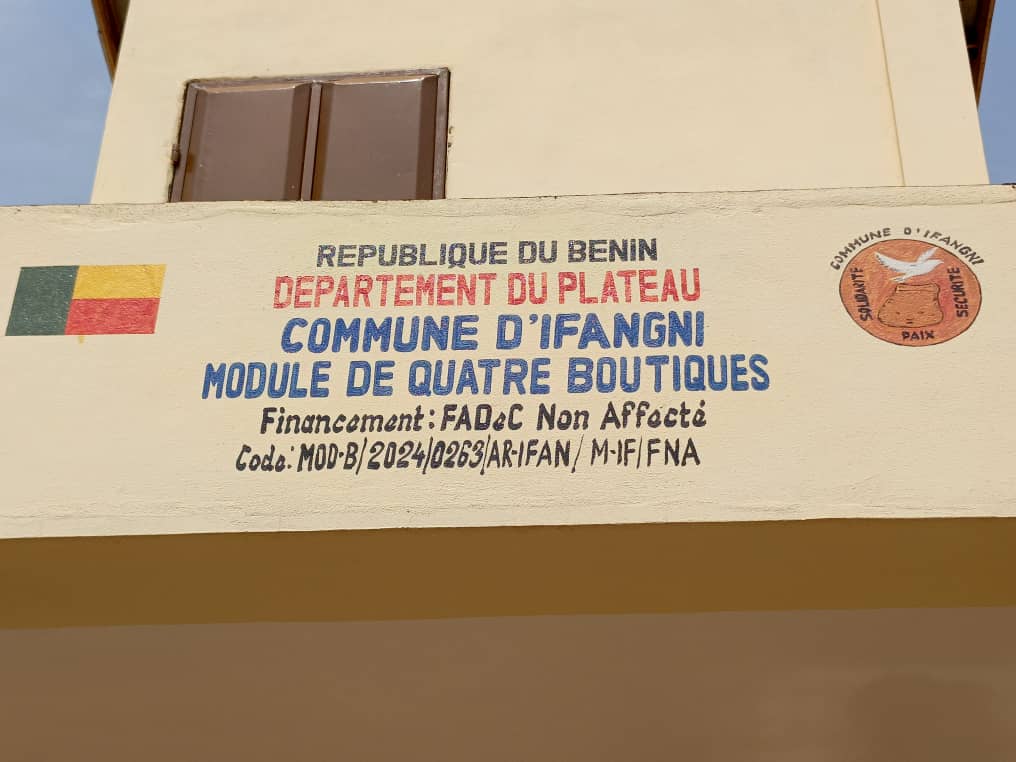 REPUBLIQUE DU BENIN
DEPARTEMENT DU PLATEAU
COMMUNE D'IFANGNI
MODULE DE QUATRE BOUTIQUES
Financement: FADeC Non Affecté
Code: MOD-B/2024/0263/AR-IFAN/M-IF/FNA
COMMUNE D'IFANGNI
SOLIDARITÉ
SECURITE
PAIX